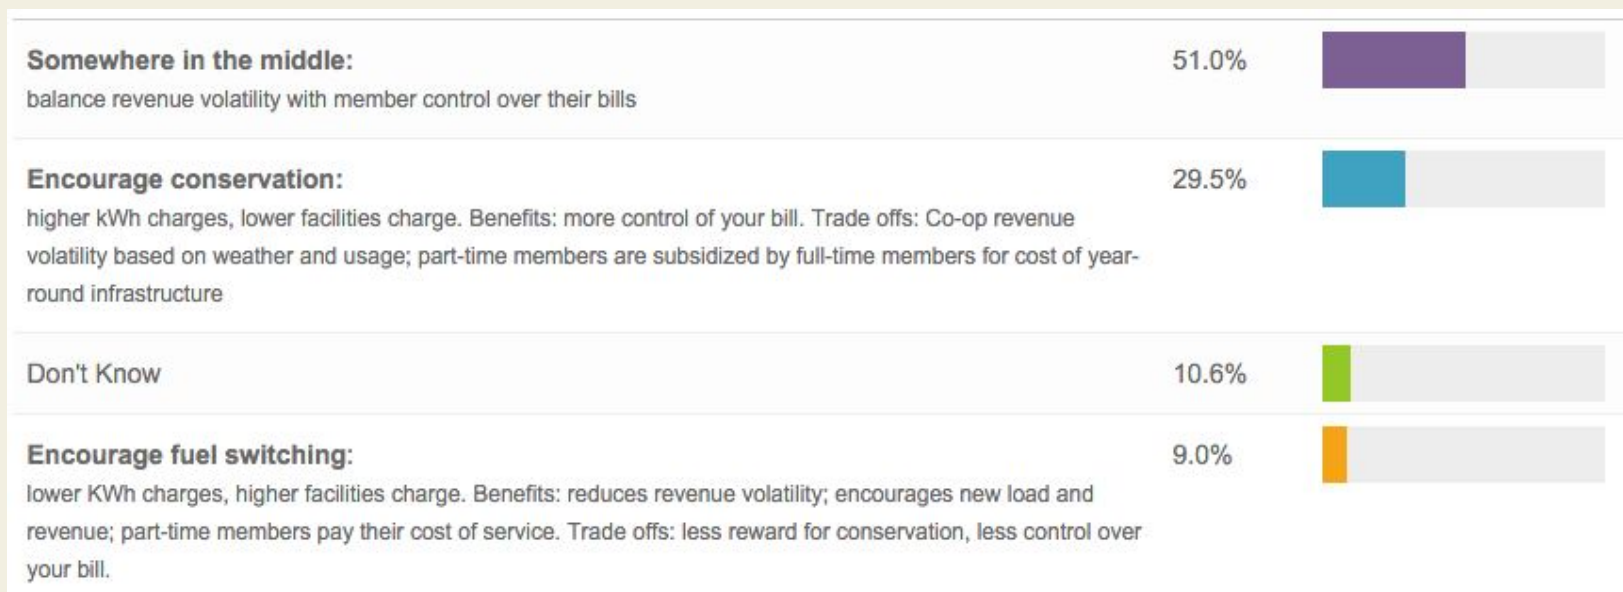 Somewhere in the middle: 51.0%
balance revenue volatility with member control over their bills
Encourage conservation: 29.5%
higher kWh charges, lower facilities charge. Benefits: more control of your bill. Trade offs: Co-op revenue
volatility based on weather and usage; part-time members are subsidized by full-time members for cost of year-
round infrastructure
Don't Know 10.6%
Encourage fuel switching: 9.0%
lower KWh charges, higher facilities charge. Benefits: reduces revenue volatility; encourages new load and
revenue; part-time members pay their cost of service. Trade offs: less reward for conservation, less control over
your bill.